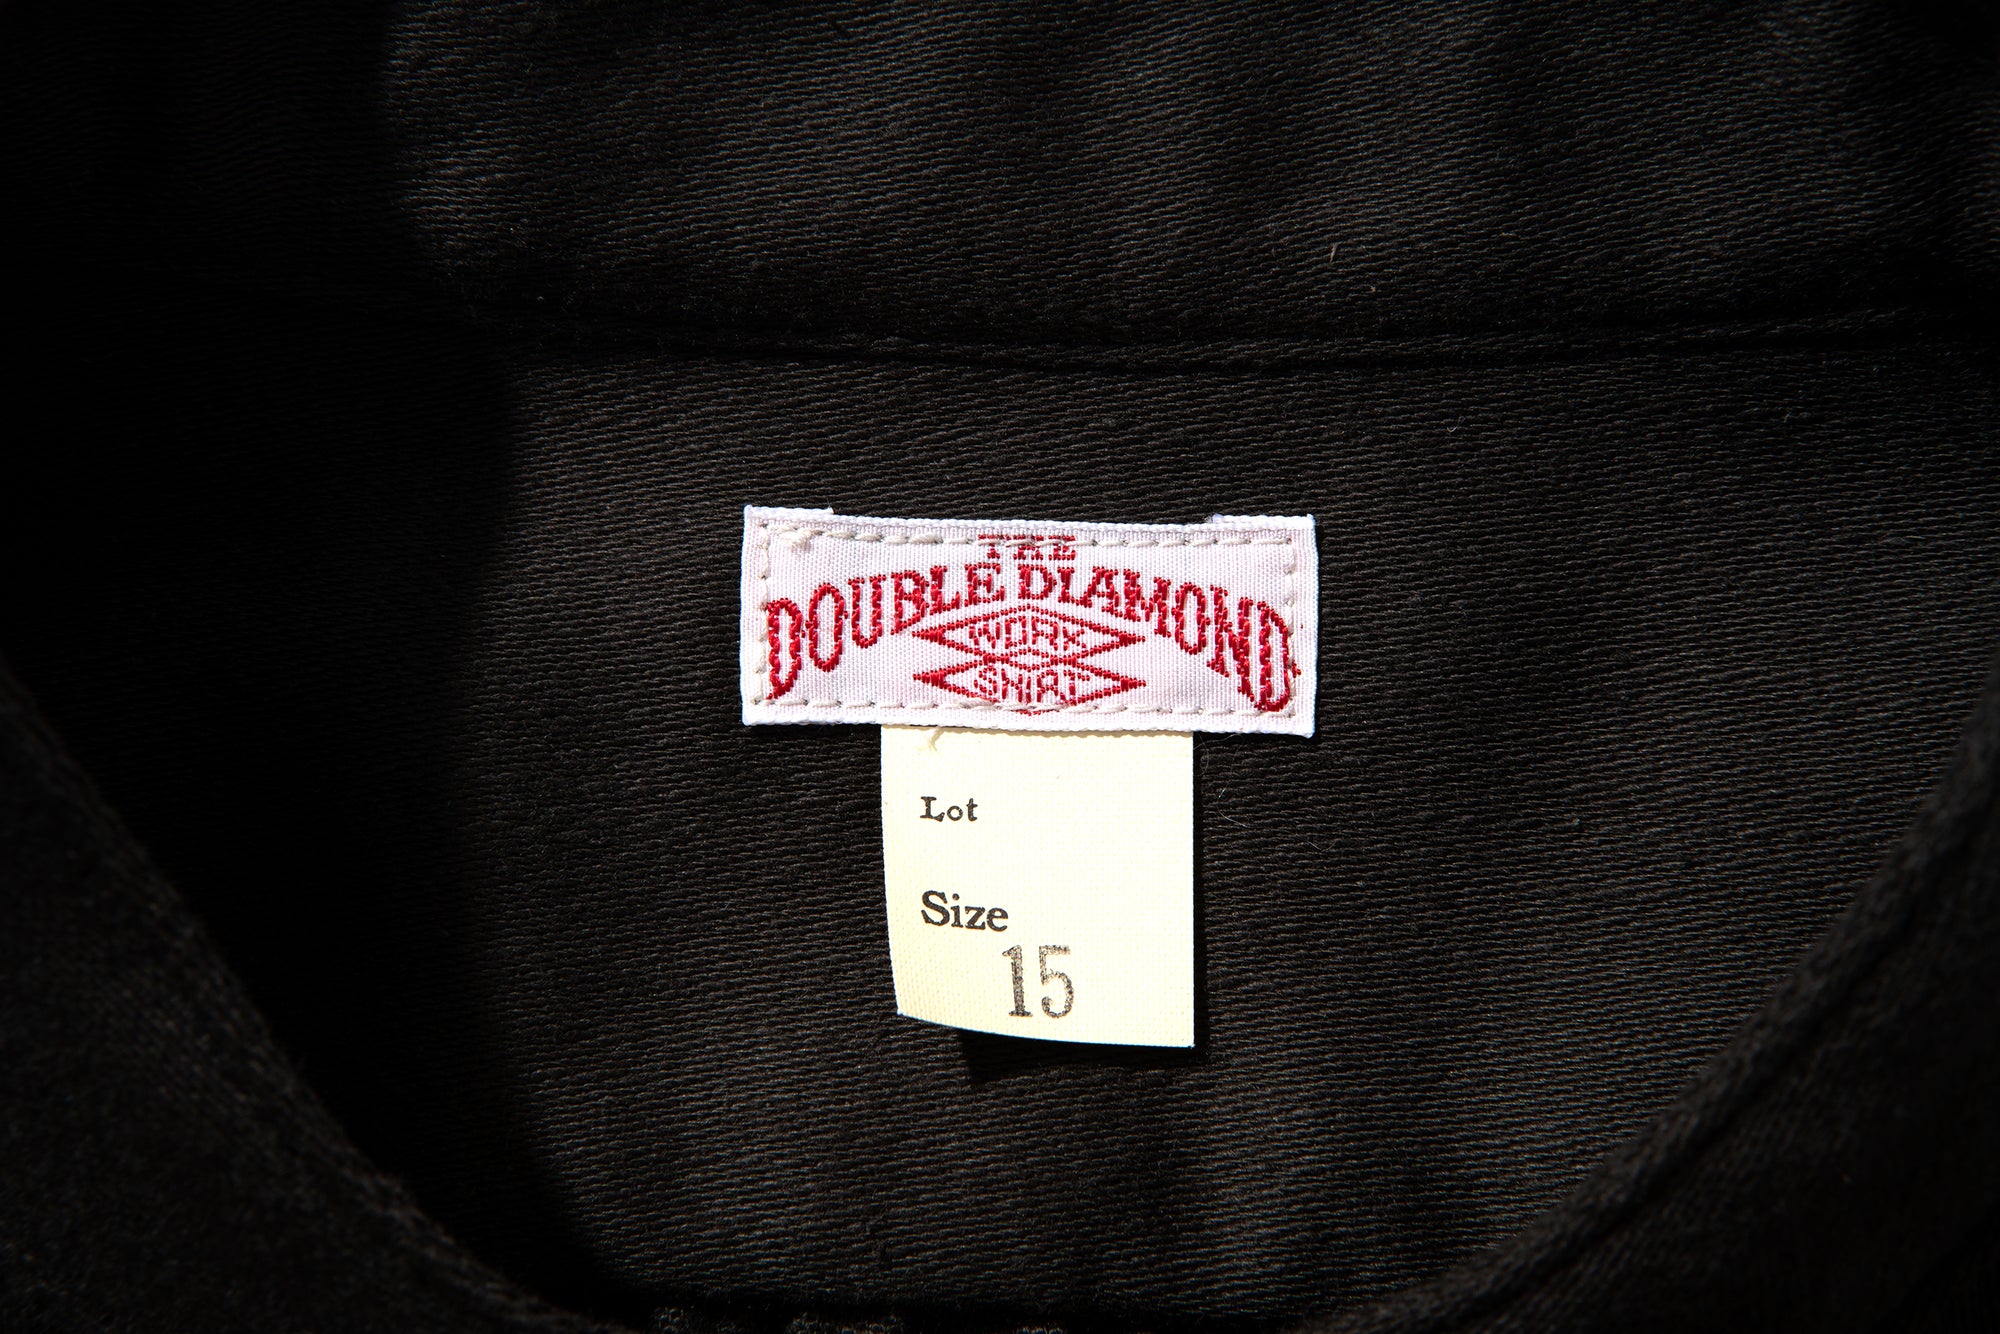 THE
DOUBLE DIAMOND
WORK
SHIRT
Lot
Size
15